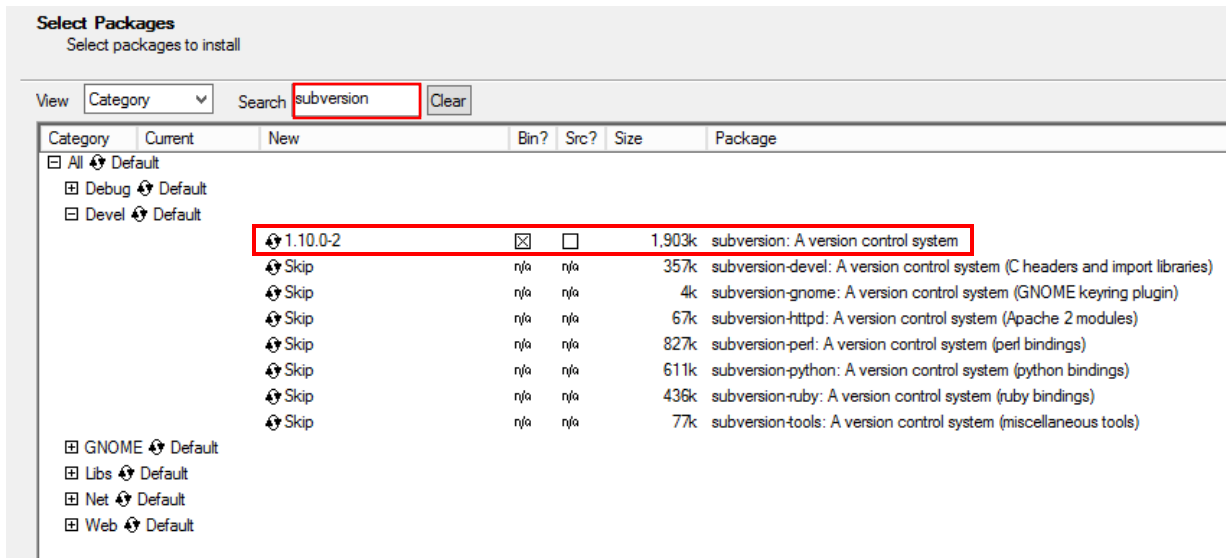 Select Packages
Select packages to install
View Category Search subversion Clear
Category Current New Bin? Src? Size Package
All Default
Debug Default
Devel Default
1.10.0-2 1,903k subversion: A version control system
Skip n/a n/a 357k subversion-devel: A version control system (C headers and import libraries)
Skip n/a n/a 4k subversion-gnome: A version control system (GNOME keyring plugin)
Skip n/a n/a 67k subversion-httpd: A version control system (Apache 2 modules)
Skip n/a n/a 827k subversion-perl: A version control system (perl bindings)
Skip n/a n/a 611k subversion-python: A version control system (python bindings)
Skip n/a n/a 436k subversion-ruby: A version control system (ruby bindings)
Skip n/a n/a 77k subversion-tools: A version control system (miscellaneous tools)
GNOME Default
Libs Default
Net Default
Web Default